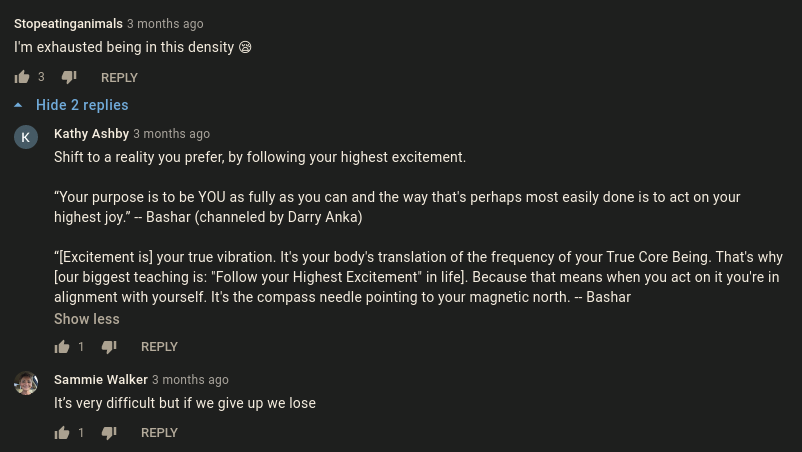 Stopeatinganimals 3 months ago
I'm exhausted being in this density 😪
3 REPLY
Hide 2 replies
K
Kathy Ashby 3 months ago
Shift to a reality you prefer, by following your highest excitement.
“Your purpose is to be YOU as fully as you can and the way that's perhaps most easily done is to act on your
highest joy.” -- Bashar (channeled by Darry Anka)
“[Excitement is] your true vibration. It's your body's translation of the frequency of your True Core Being. That's why
[our biggest teaching is: "Follow your Highest Excitement" in life]. Because that means when you act on it you're in
alignment with yourself. It's the compass needle pointing to your magnetic north. -- Bashar
Show less
1 REPLY
Sammie Walker 3 months ago
It’s very difficult but if we give up we lose
1 REPLY